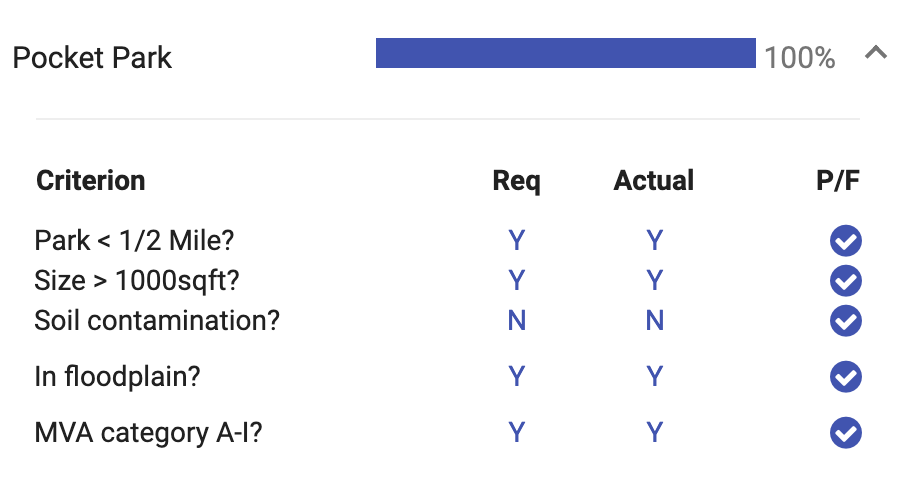 Pocket Park 100%
Criterion Req Actual P/F
Park < 1/2 Mile? Y Y
Size > 1000sqft? Y Y
Soil contamination? N N
In floodplain? Y Y
MVA category A-I? Y Y